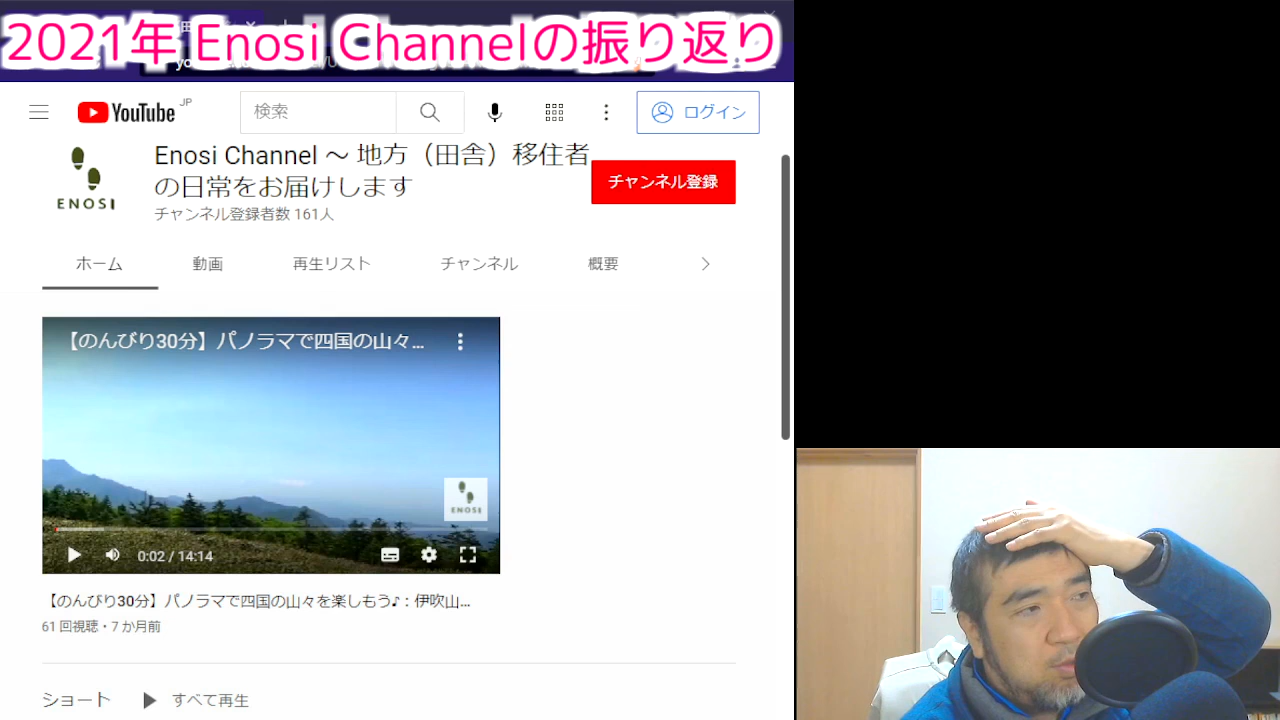 2021年 Enosi Channelの振り返り
YouTube JP
検索
ログイン
Enosi Channel ～ 地方（田舎）移住者
の日常をお届けします
チャンネル登録
チャンネル登録者数 161人
ENOSI
ホーム
動画
再生リスト
チャンネル
概要
【のんびり30分】パノラマで四国の山々...
ENOSI
0:02 / 14:14
【のんびり30分】パノラマで四国の山々を楽しもう♪：伊吹山...
61 回視聴・7 か月前
ショート
すべて再生